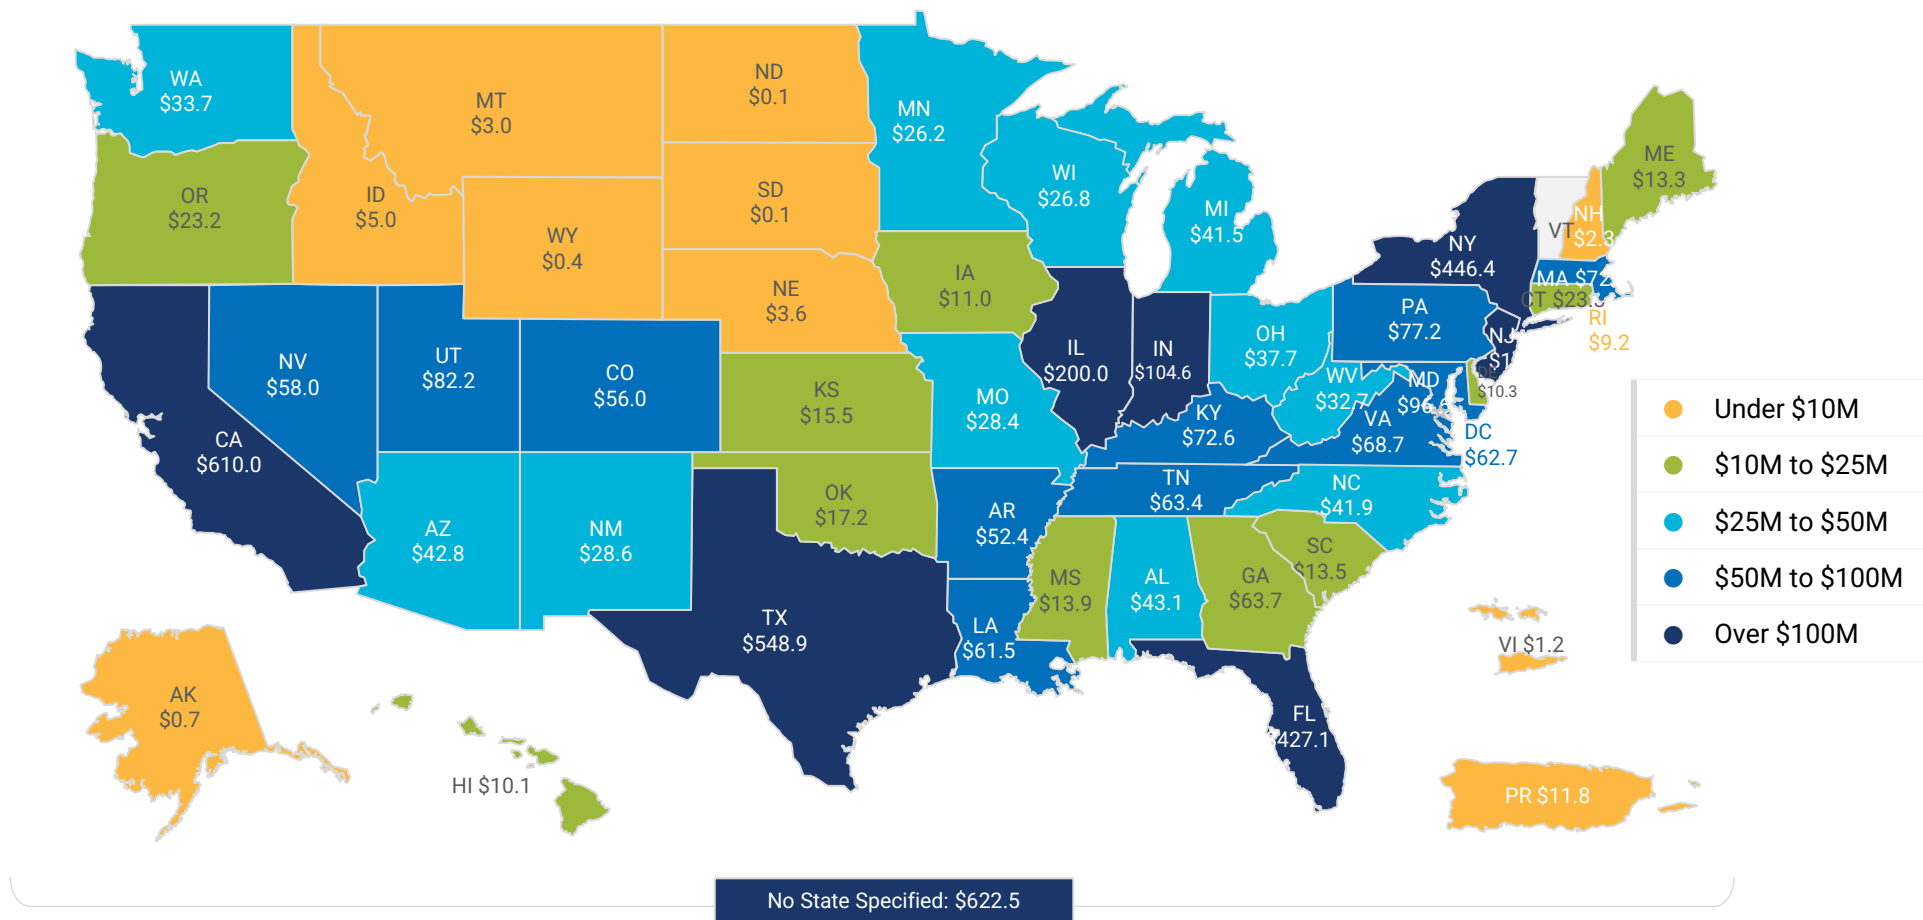 WA
$33.7
MT
$3.0
ND
$0.1
MN
$26.2
OR
$23.2
ID
$5.0
WY
$0.4
SD
$0.1
WI
$26.8
MI
$41.5
ME
$13.3
NH
$2.3
VT
NY
$446.4
MA $72
CT $23.5
RI
$9.2
NE
$3.6
IA
$11.0
PA
$77.2
NJ
$1
NV
$58.0
UT
$82.2
CO
$56.0
KS
$15.5
MO
$28.4
IL
$200.0
IN
$104.6
OH
$37.7
WV
$32.7
MD
$96.6
DE
$10.3
DC
$62.7
KY
$72.6
VA
$68.7
CA
$610.0
AZ
$42.8
NM
$28.6
OK
$17.2
AR
$52.4
TN
$63.4
NC
$41.9
SC
$13.5
MS
$13.9
AL
$43.1
GA
$63.7
TX
$548.9
LA
$61.5
FL
$427.1
AK
$0.7
HI $10.1
VI $1.2
PR $11.8
Under $10M
$10M to $25M
$25M to $50M
$50M to $100M
Over $100M
No State Specified: $622.5